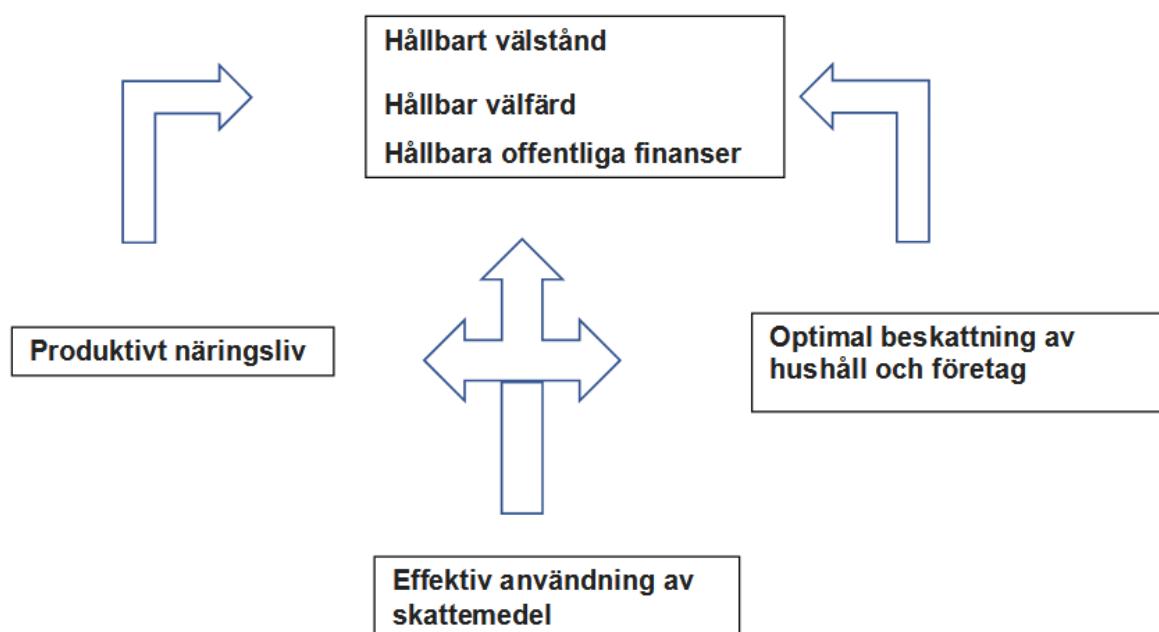 Hållbart välstånd
Hållbar välfärd
Hållbara offentliga finanser
Produktivt näringsliv
Optimal beskattning av
hushåll och företag
Effektiv användning av
skattemedel